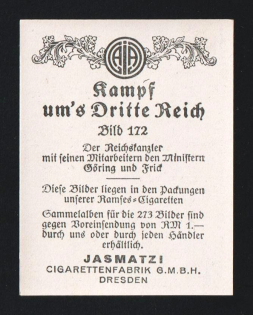 AJA
Kampf
um's Dritte Reich
Bild 172
Der Reichskanzler
mit seinen Mitarbeitern den Ministern
Göring und Frick
Diese Bilder liegen in den Packungen
unserer Ramses=Cigaretten
Sammelalben für die 273 Bilder sind
gegen Voreinsendung von RM 1.—
durch uns oder durch jeden Händler
erhältlich.
JASMATZI
CIGARETTENFABRIK G.M.B.H.
DRESDEN